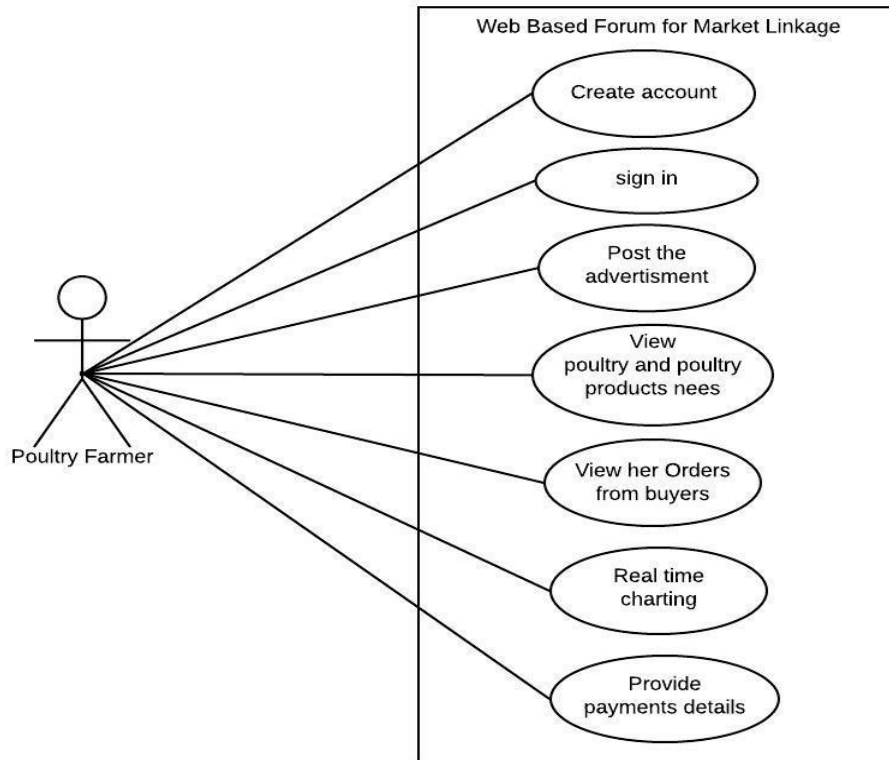 Web Based Forum for Market Linkage
Create account
sign in
Post the
advertisment
View
poultry and poultry
products nees
View her Orders
from buyers
Real time
charting
Provide
payments details
Poultry Farmer